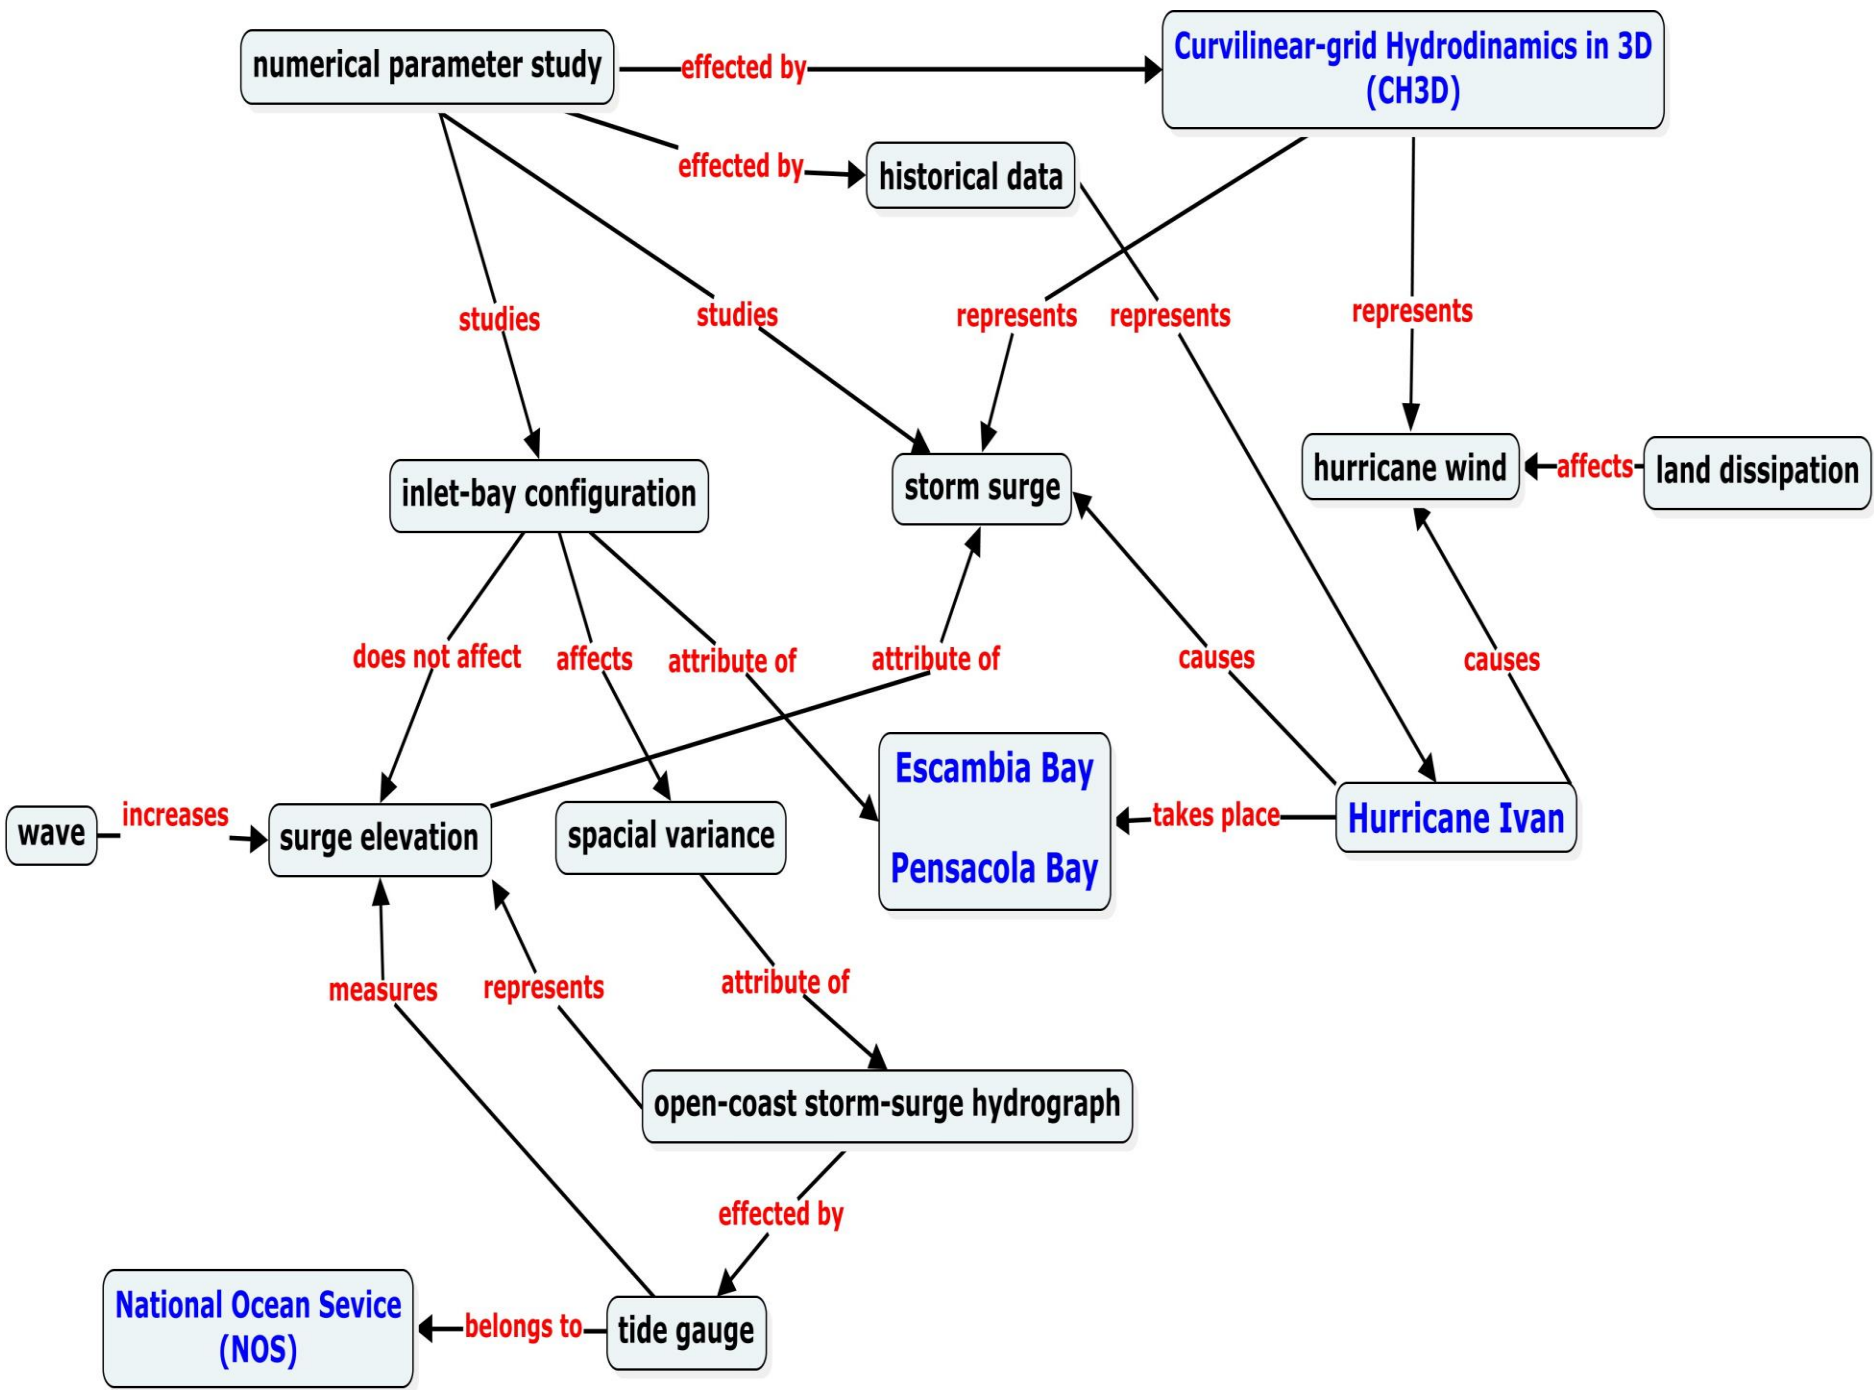 numerical parameter study
effected by
Curvilinear-grid Hydrodinamics in 3D
(CH3D)
effected by
historical data
studies
studies
represents
represents
represents
inlet-bay configuration
storm surge
hurricane wind
affects
land dissipation
does not affect
affects
attribute of
attribute of
causes
causes
wave
increases
surge elevation
spacial variance
Escambia Bay
Pensacola Bay
takes place
Hurricane Ivan
measures
represents
attribute of
open-coast storm-surge hydrograph
effected by
National Ocean Sevice
(NOS)
belongs to
tide gauge